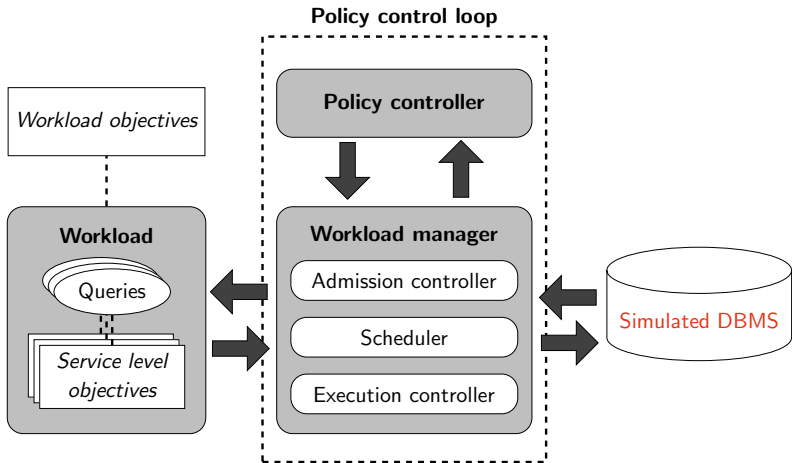 Policy control loop
Policy controller
Workload objectives
Workload
Queries
Service level
objectives
Workload manager
Admission controller
Scheduler
Execution controller
Simulated DBMS